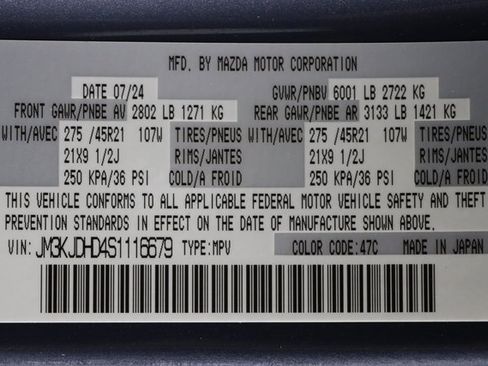 MFD. BY MAZDA MOTOR CORPORATION
DATE 07/24 GVWR/PNBV 6001 LB 2722 KG
FRONT GAWR/PNBE AV 2802 LB 1271 KG REAR GAWR/PNBE AR 3133 LB 1421 KG
WITH/AVEC 275 /45R21 107W TIRES/PNEUS WITH/AVEC 275 /45R21 107W TIRES/PNEUS
21X9 1/2J RIMS/JANTES 21X9 1/2J RIMS/JANTES
250 KPA/36 PSI COLD/A FROID 250 KPA/36 PSI COLD/A FROID
THIS VEHICLE CONFORMS TO ALL APPLICABLE FEDERAL MOTOR VEHICLE SAFETY AND THEFT
PREVENTION STANDARDS IN EFFECT ON THE DATE OF MANUFACTURE SHOWN ABOVE.
VIN: JM3KJDHD4S1116679 TYPE:MPV COLOR CODE:47C MADE IN JAPAN